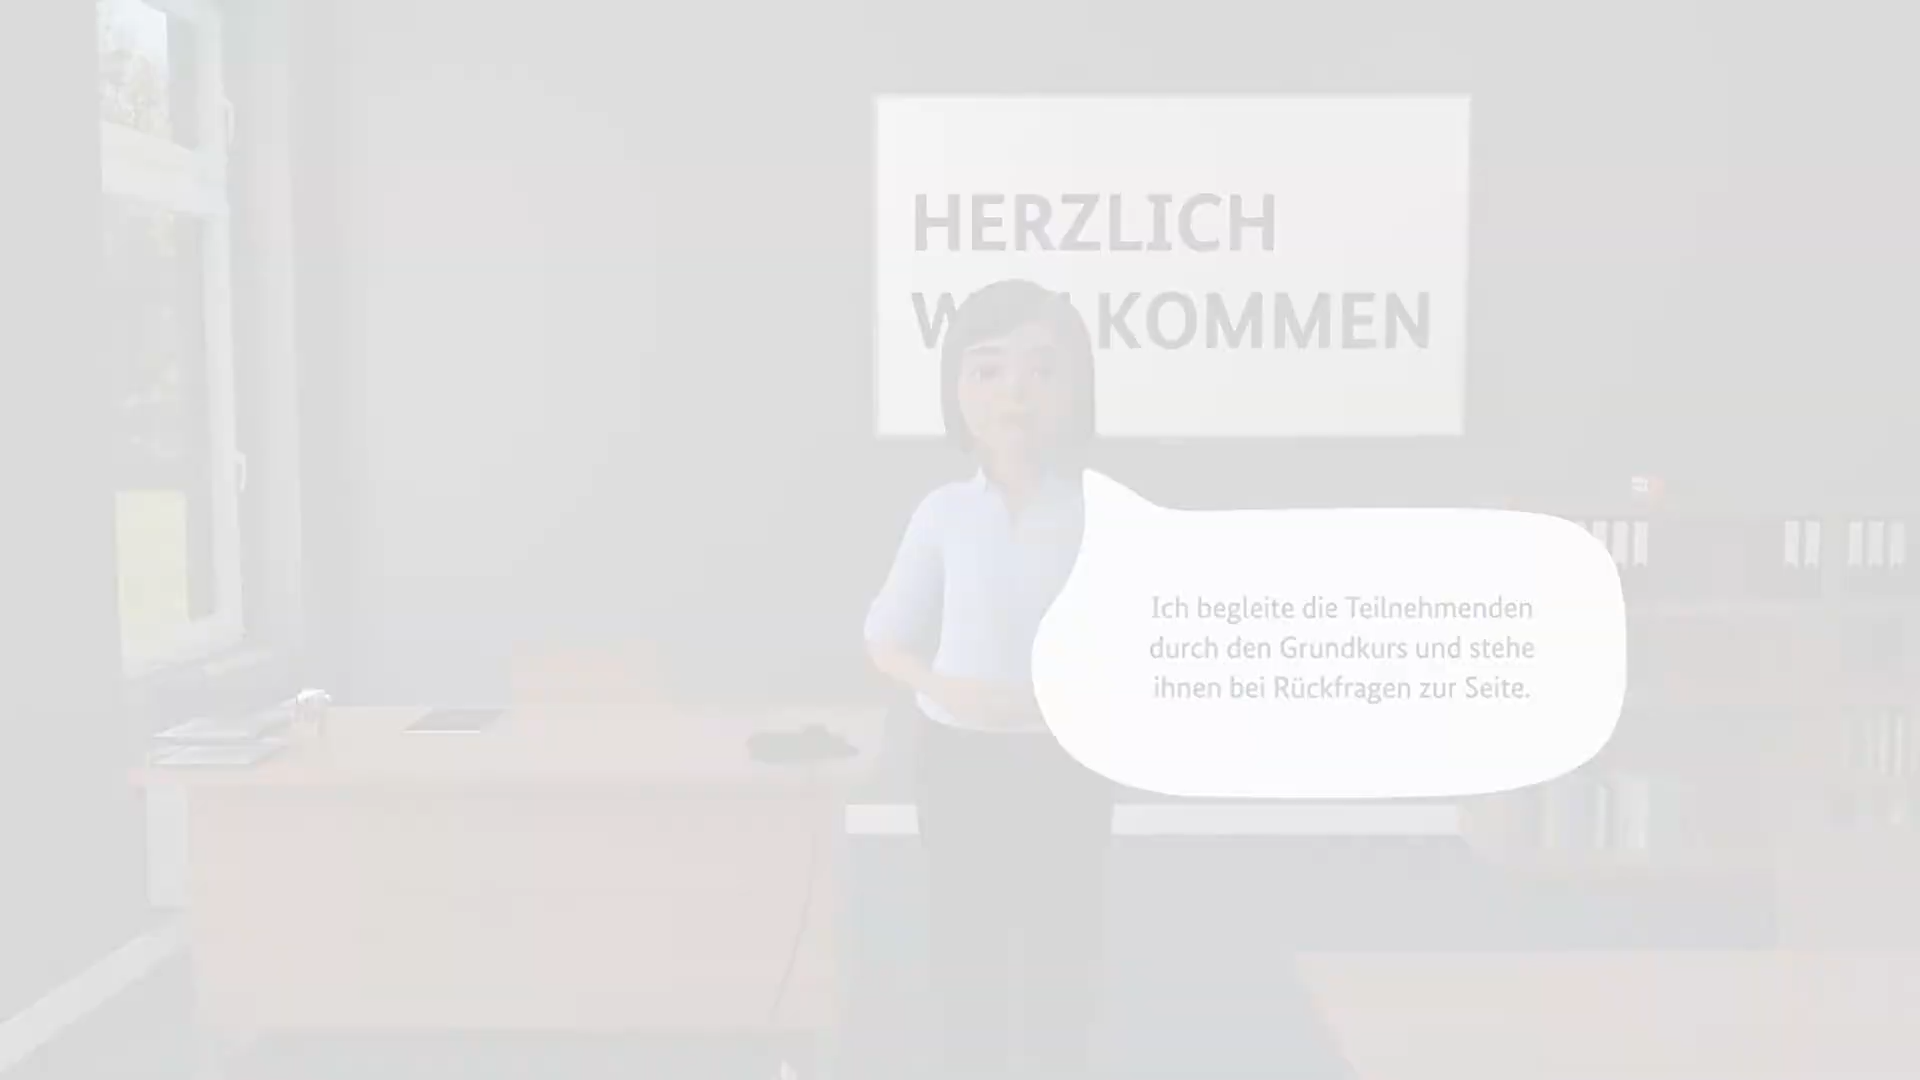 HERZLICH
KOMMEN
Ich begleite die Teilnehmenden
durch den Grundkurs und stehe
ihnen bei Rückfragen zur Seite.